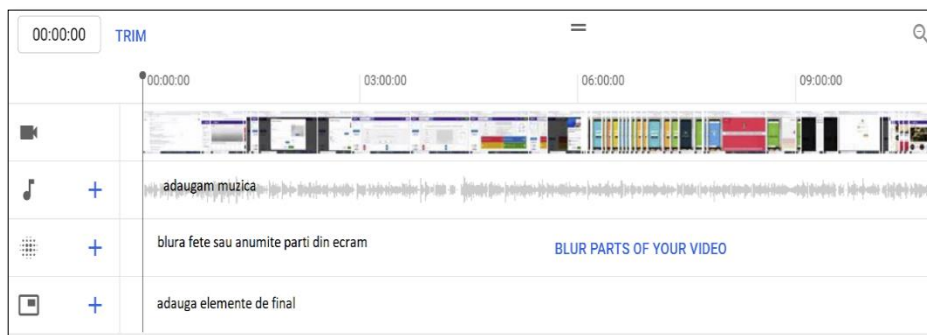 00:00:00 TRIM
00:00:00 03:00:00 06:00:00 09:00:00
adaugam muzica
blura fete sau anumite parti din ecram BLUR PARTS OF YOUR VIDEO
adauga elemente de final